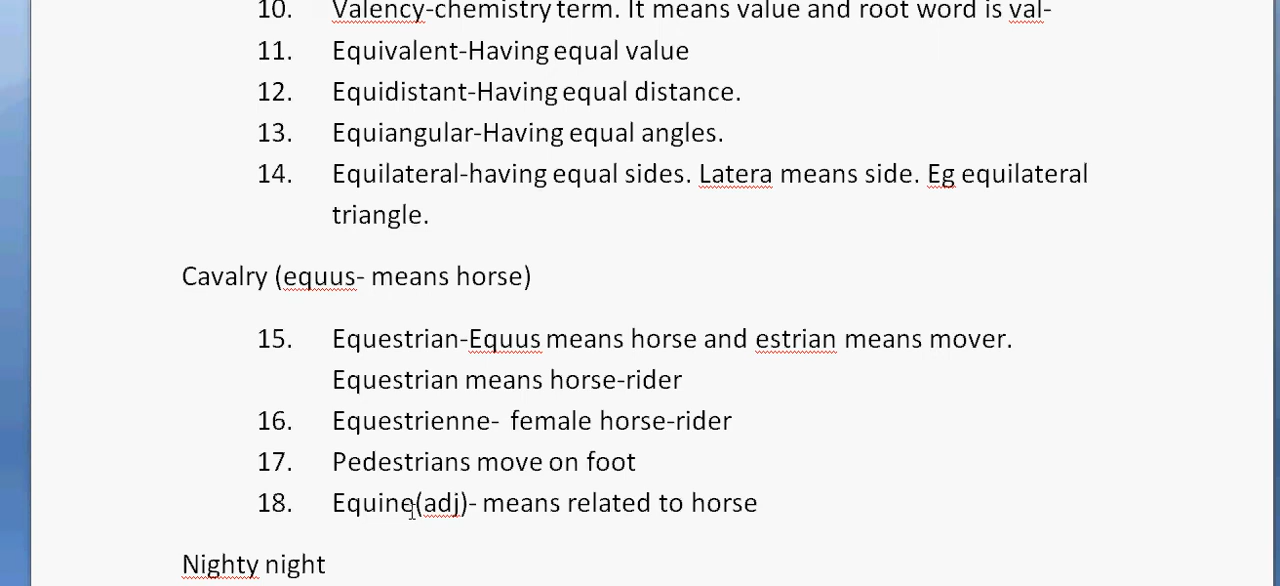 10. Valency-chemistry term. It means value and root word is val-
11. Equivalent-Having equal value
12. Equidistant-Having equal distance.
13. Equiangular-Having equal angles.
14. Equilateral-having equal sides. Latera means side. Eg equilateral
triangle.
Cavalry (equus- means horse)
15. Equestrian-Equus means horse and estrian means mover.
Equestrian means horse-rider
16. Equestrienne- female horse-rider
17. Pedestrians move on foot
18. Equine(adj)- means related to horse
Nighty night